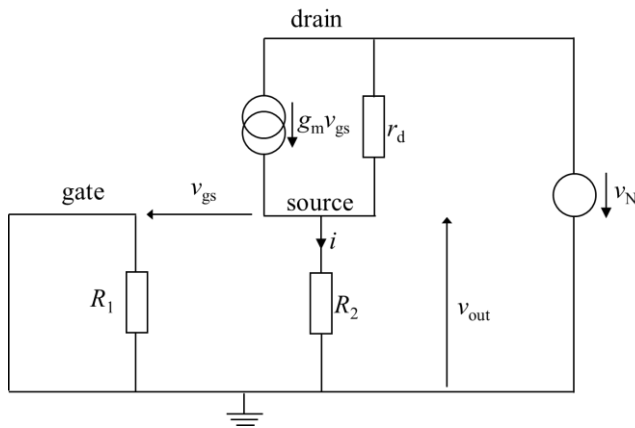 drain
g_m v_gs
r_d
v_gs
gate
source
v_N
i
R_1
R_2
v_out